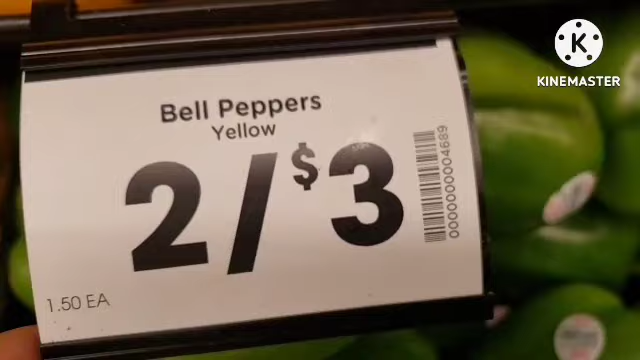 K
KINEMASTER
Bell Peppers
Yellow
2/$3
1.50 EA
0000000004689